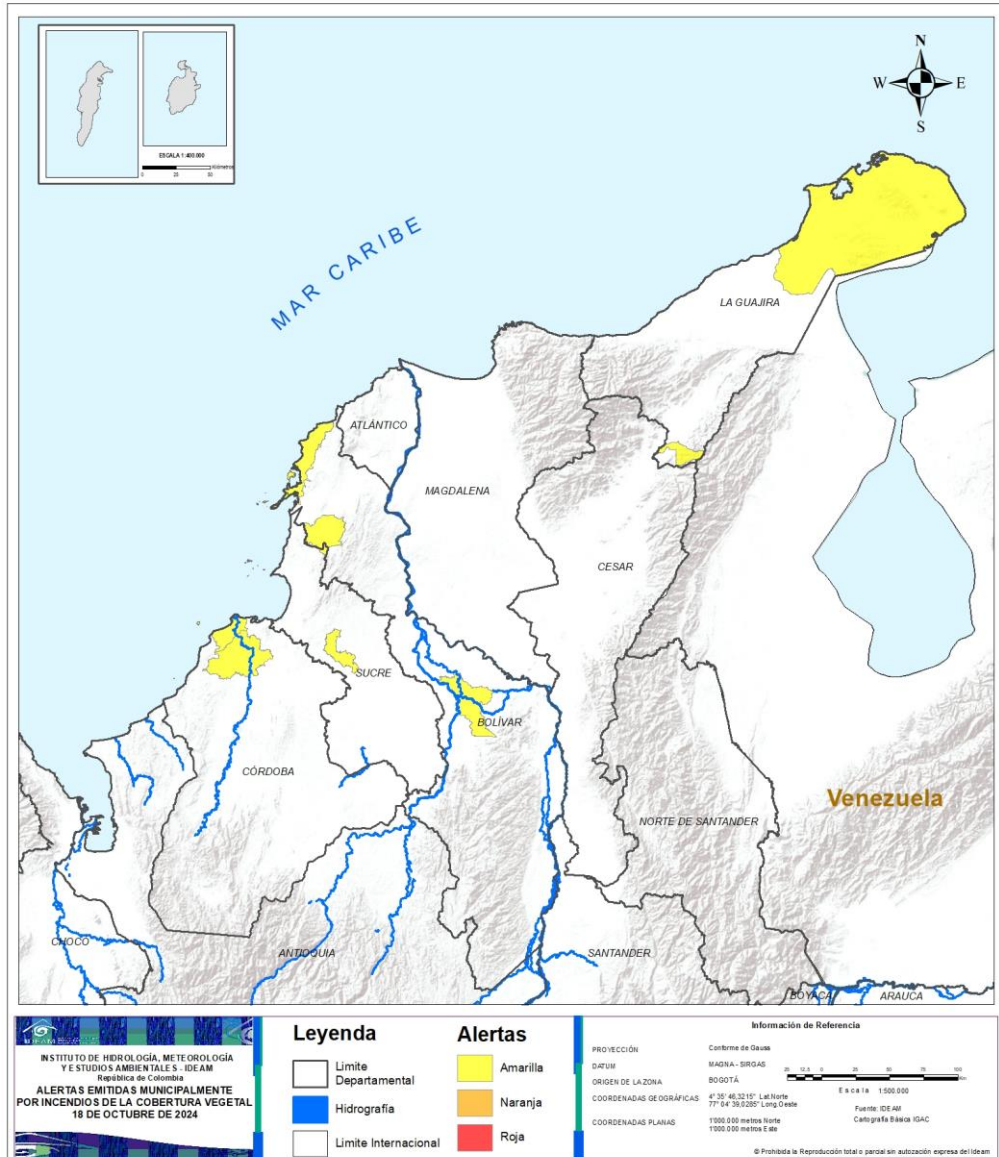 N
W
E
S
ESCALA 1:400.000
Kilómetros
MAR CARIBE
LA GUAJIRA
ATLÁNTICO
MAGDALENA
CESAR
SUCRE
BOLÍVAR
CÓRDOBA
Venezuela
NORTE DE SANTANDER
CHOCO
ANTIOQUIA
SANTANDER
BOYACÁ
ARAUCA
IDEAM
INSTITUTO DE HIDROLOGÍA, METEOROLOGÍA
Y ESTUDIOS AMBIENTALES - IDEAM
República de Colombia
ALERTAS EMITIDAS MUNICIPALMENTE
POR INCENDIOS DE LA COBERTURA VEGETAL
18 DE OCTUBRE DE 2024
Leyenda
Limite
Departamental
Hidrografía
Limite Internacional
Alertas
Amarilla
Naranja
Roja
Información de Referencia
PROYECCIÓN Conforme de Gauss
DATUM MAGNA - SIRGAS
ORIGEN DE LA ZONA BOGOTÁ
COORDENADAS GEOGRÁFICAS 4° 35' 46,3215" Lat.Norte
77° 04' 39,0285" Long.Oeste
COORDENADAS PLANAS 1'000.000 metros Norte
1'000.000 metros Este
Escala 1:500.000
Fuente: IDEAM
Cartografía Básica IGAC
© Prohibida la Reproducción total o parcial sin autozación expresa del Ideam